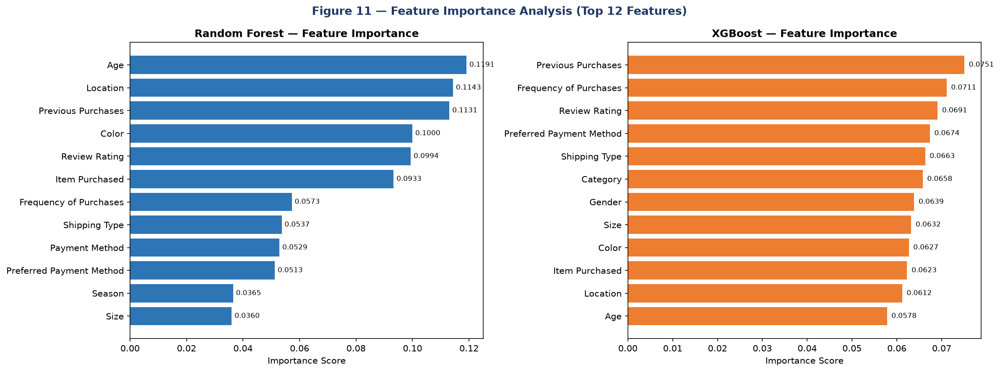 Figure 11 — Feature Importance Analysis (Top 12 Features)
Random Forest — Feature Importance
Age 0.1191
Location 0.1143
Previous Purchases 0.1131
Color 0.1000
Review Rating 0.0994
Item Purchased 0.0933
Frequency of Purchases 0.0573
Shipping Type 0.0537
Payment Method 0.0529
Preferred Payment Method 0.0513
Season 0.0365
Size 0.0360
0.00 0.02 0.04 0.06 0.08 0.10 0.12
Importance Score
XGBoost — Feature Importance
Previous Purchases 0.0751
Frequency of Purchases 0.0711
Review Rating 0.0691
Preferred Payment Method 0.0674
Shipping Type 0.0663
Category 0.0658
Gender 0.0639
Size 0.0632
Color 0.0627
Item Purchased 0.0623
Location 0.0612
Age 0.0578
0.00 0.01 0.02 0.03 0.04 0.05 0.06 0.07
Importance Score